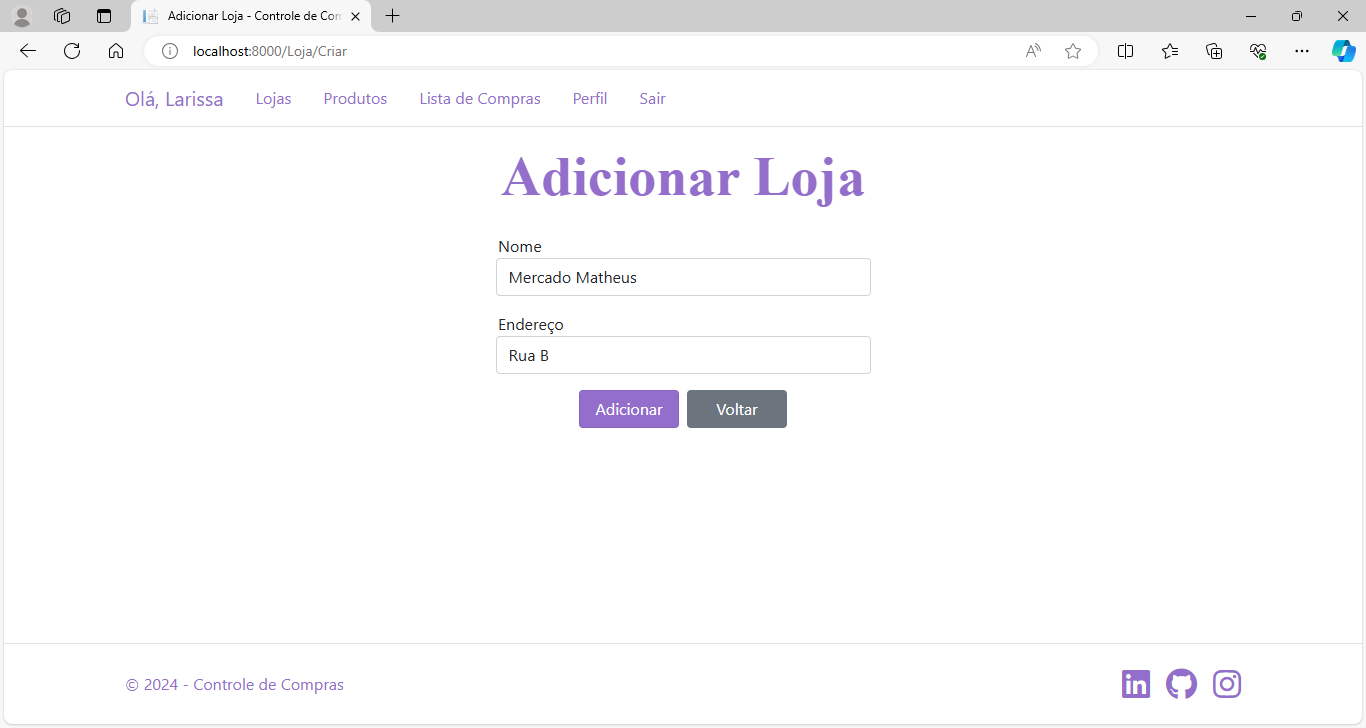 Adicionar Loja - Controle de Con
localhost:8000/Loja/Criar
Olá, Larissa Lojas Produtos Lista de Compras Perfil Sair
Adicionar Loja
Nome
Mercado Matheus
Endereço
Rua B
Adicionar Voltar
© 2024 - Controle de Compras